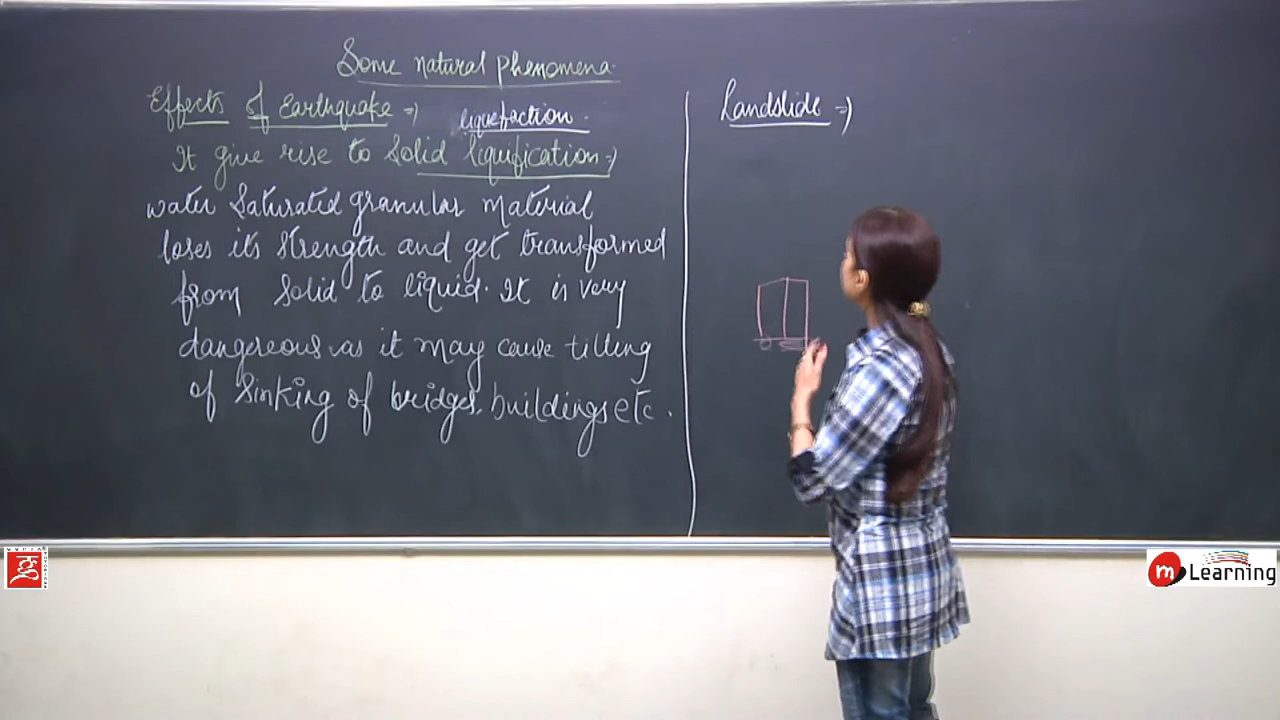 Some natural phenomena.
Effects of Earthquake ⇒ liquefaction.
It give rise to Solid liquification ⇒
water saturated granular material
loses its strength and get transformed
from solid to liquid. It is very
dangereous as it may cause tilting
of sinking of bridges, buildings etc.
Landslide ⇒
m Learning